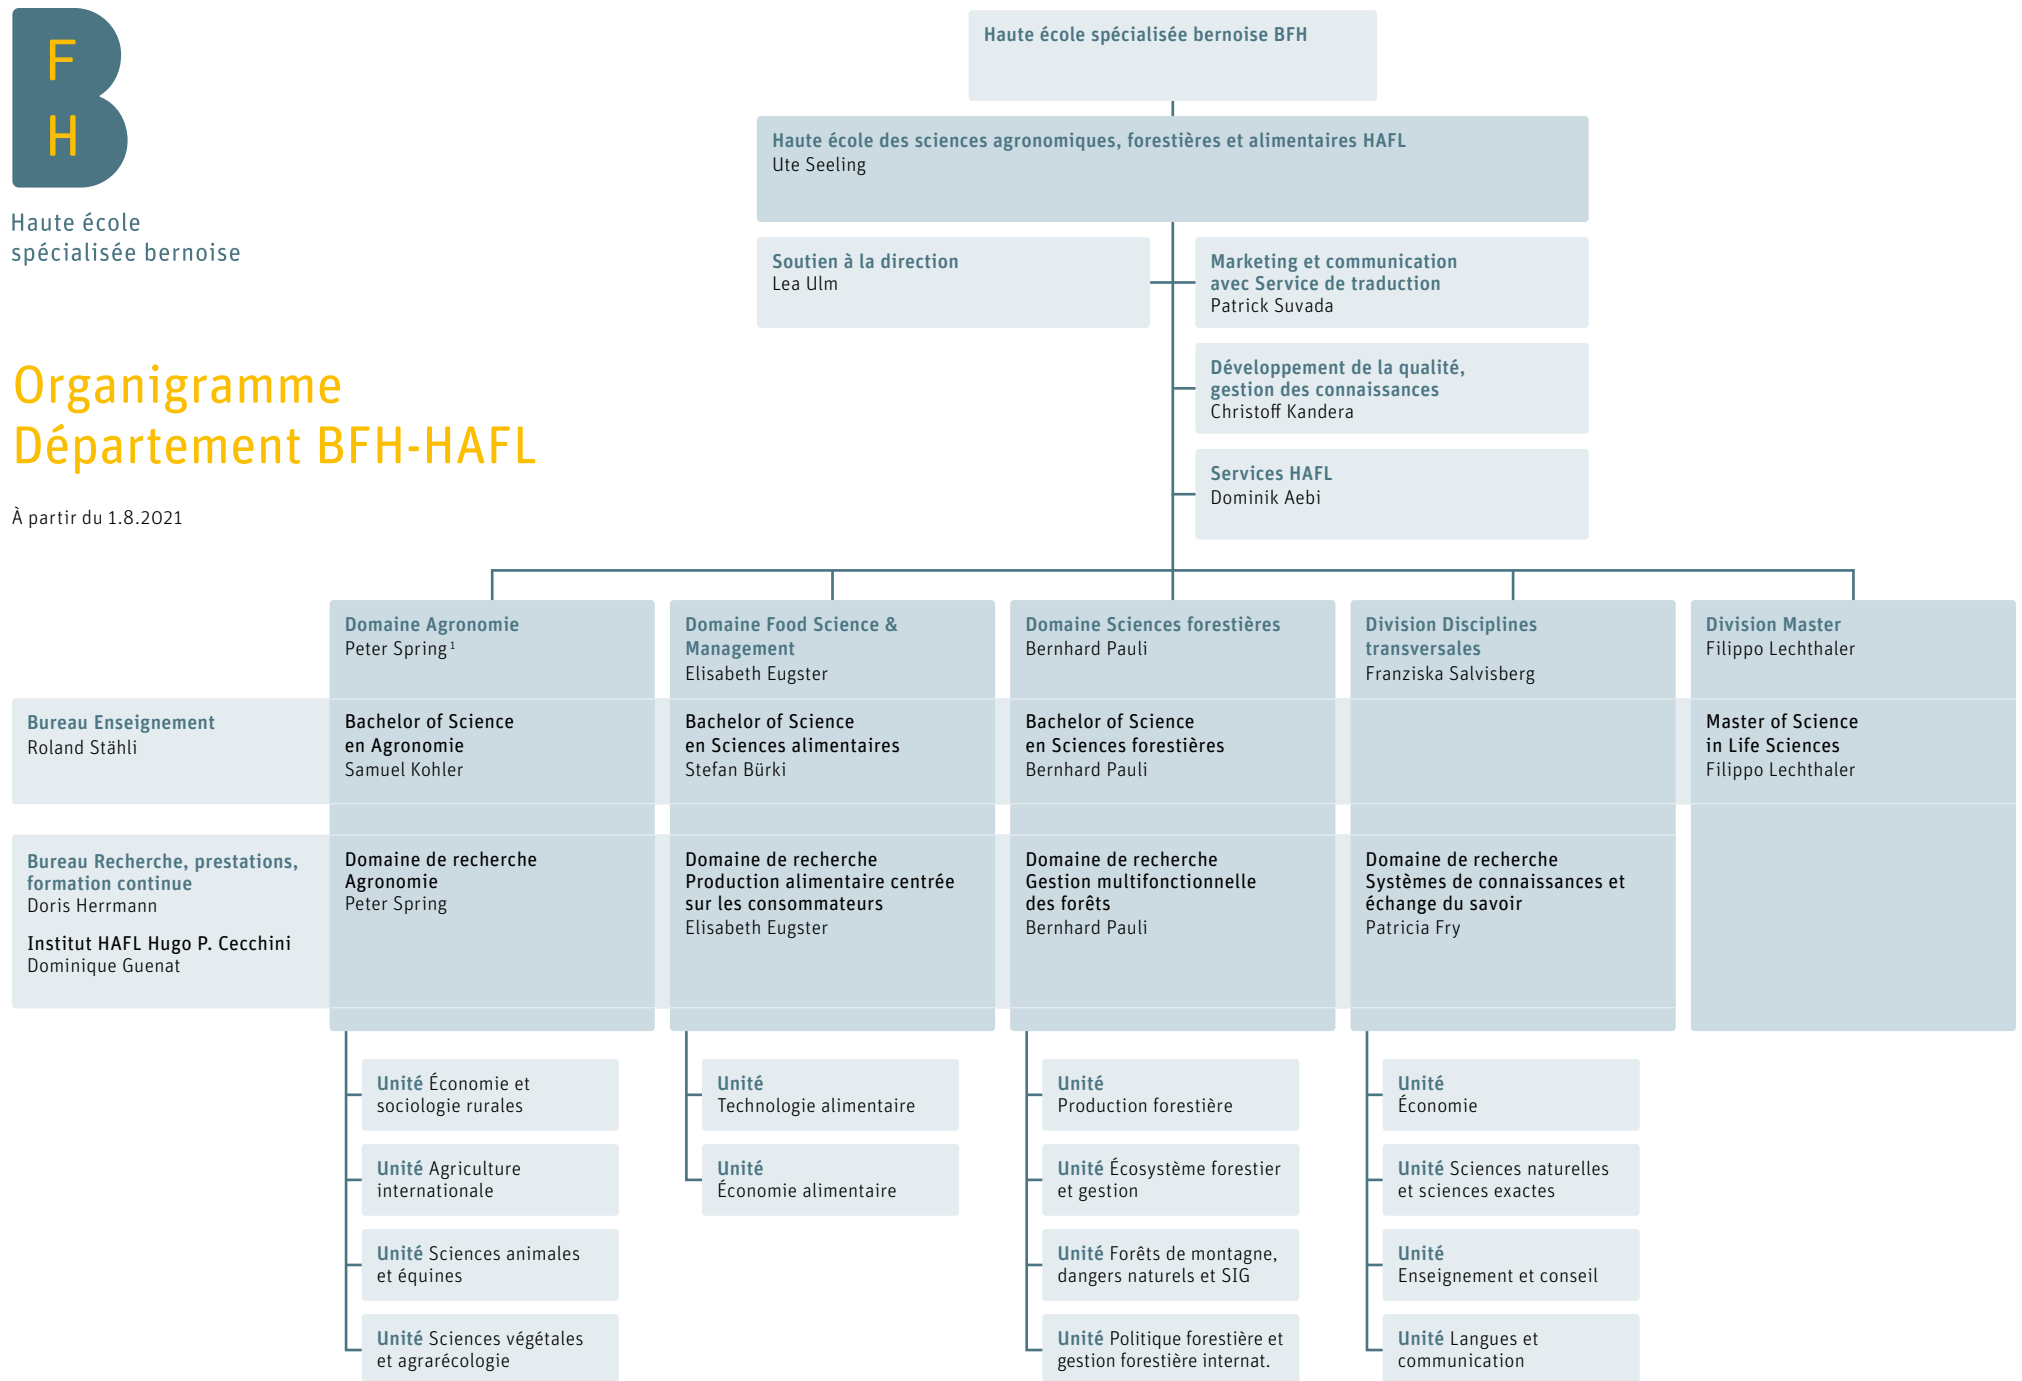 F
H
Haute école
spécialisée bernoise
Organigramme
Département BFH-HAFL
À partir du 1.8.2021
Haute école spécialisée bernoise BFH
Haute école des sciences agronomiques, forestières et alimentaires HAFL
Ute Seeling
Soutien à la direction
Lea Ulm
Marketing et communication
avec Service de traduction
Patrick Suvada
Développement de la qualité,
gestion des connaissances
Christoff Kandera
Services HAFL
Dominik Aebi
Domaine Agronomie
Peter Spring ¹
Domaine Food Science &
Management
Elisabeth Eugster
Domaine Sciences forestières
Bernhard Pauli
Division Disciplines
transversales
Franziska Salvisberg
Division Master
Filippo Lechthaler
Bureau Enseignement
Roland Stähli
Bachelor of Science
en Agronomie
Samuel Kohler
Bachelor of Science
en Sciences alimentaires
Stefan Bürki
Bachelor of Science
en Sciences forestières
Bernhard Pauli
Master of Science
in Life Sciences
Filippo Lechthaler
Bureau Recherche, prestations,
formation continue
Doris Herrmann
Institut HAFL Hugo P. Cecchini
Dominique Guenat
Domaine de recherche
Agronomie
Peter Spring
Domaine de recherche
Production alimentaire centrée
sur les consommateurs
Elisabeth Eugster
Domaine de recherche
Gestion multifonctionnelle
des forêts
Bernhard Pauli
Domaine de recherche
Systèmes de connaissances et
échange du savoir
Patricia Fry
Unité Économie et
sociologie rurales
Unité Agriculture
internationale
Unité Sciences animales
et équines
Unité Sciences végétales
et agrarécologie
Unité
Technologie alimentaire
Unité
Économie alimentaire
Unité
Production forestière
Unité Écosystème forestier
et gestion
Unité Forêts de montagne,
dangers naturels et SIG
Unité Politique forestière et
gestion forestière internat.
Unité
Économie
Unité Sciences naturelles
et sciences exactes
Unité
Enseignement et conseil
Unité Langues et
communication